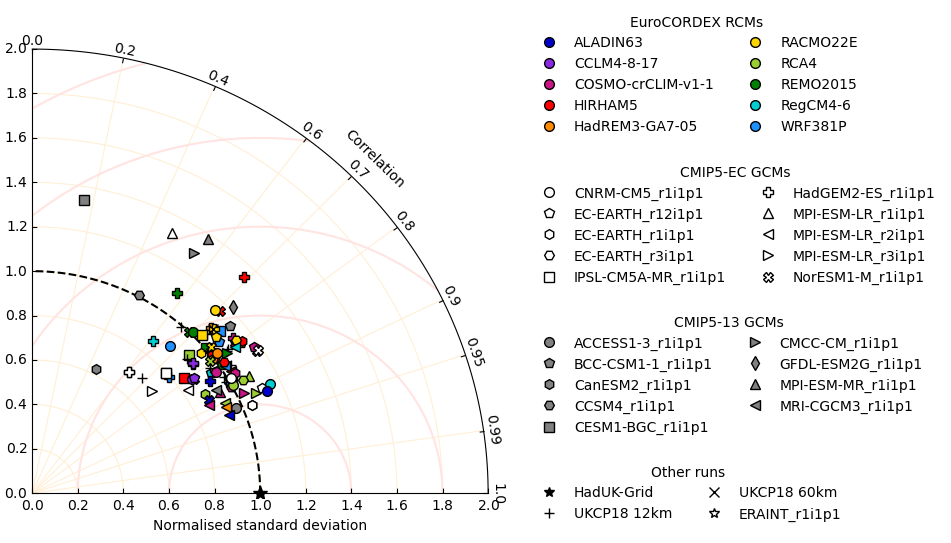 EuroCORDEX RCMs
ALADIN63
CCLM4-8-17
COSMO-crCLIM-v1-1
HIRHAM5
HadREM3-GA7-05
RACMO22E
RCA4
REMO2015
RegCM4-6
WRF381P
CMIP5-EC GCMs
CNRM-CM5_r1i1p1
EC-EARTH_r12i1p1
EC-EARTH_r1i1p1
EC-EARTH_r3i1p1
IPSL-CM5A-MR_r1i1p1
HadGEM2-ES_r1i1p1
MPI-ESM-LR_r1i1p1
MPI-ESM-LR_r2i1p1
MPI-ESM-LR_r3i1p1
NorESM1-M_r1i1p1
CMIP5-13 GCMs
ACCESS1-3_r1i1p1
BCC-CSM1-1_r1i1p1
CanESM2_r1i1p1
CCSM4_r1i1p1
CESM1-BGC_r1i1p1
CMCC-CM_r1i1p1
GFDL-ESM2G_r1i1p1
MPI-ESM-MR_r1i1p1
MRI-CGCM3_r1i1p1
Other runs
HadUK-Grid
UKCP18 12km
UKCP18 60km
ERAINT_r1i1p1
2.0
1.8
1.6
1.4
1.2
1.0
0.8
0.6
0.4
0.2
0.0
0.0
0.2
0.4
0.6
0.8
1.0
1.2
1.4
1.6
1.8
2.0
Normalised standard deviation
0.0
0.2
0.4
0.6
0.7
0.8
0.9
0.95
0.99
1.0
Correlation